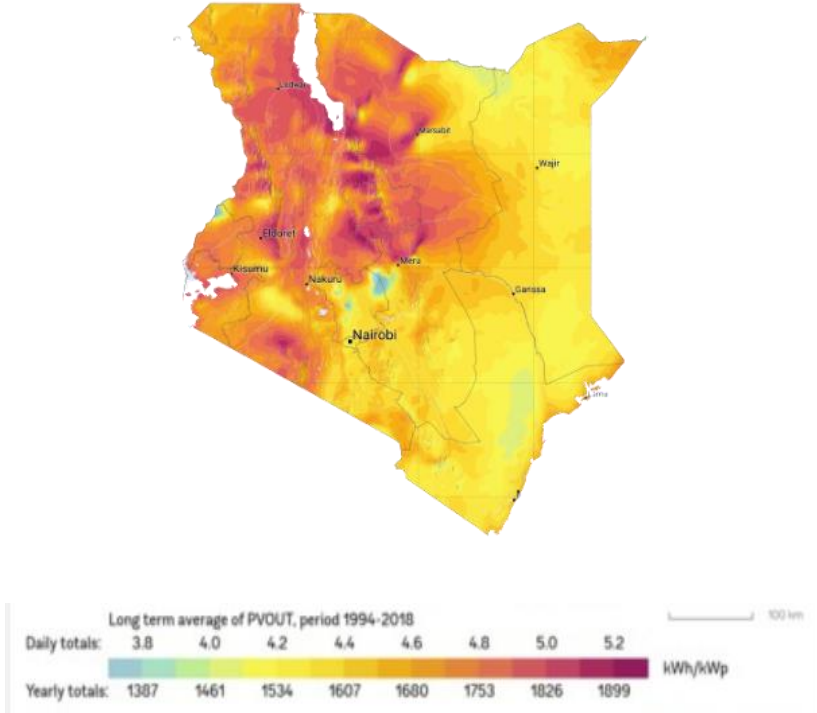 Lodwar
Marsabit
Wajir
Eldoret
Kisumu
Meru
Nakuru
Garissa
Nairobi
Lamu
Long term average of PVOUT, period 1994-2018
100 km
Daily totals: 3.8 4.0 4.2 4.4 4.6 4.8 5.0 5.2
kWh/kWp
Yearly totals: 1387 1461 1534 1607 1680 1753 1826 1899